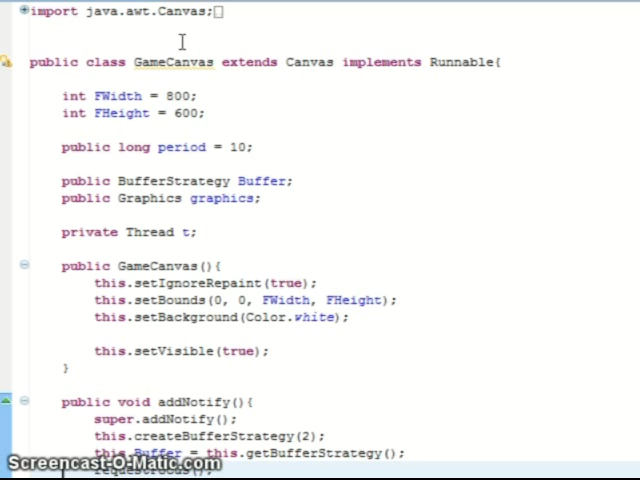 import java.awt.Canvas;
public class GameCanvas extends Canvas implements Runnable{
int FWidth = 800;
int FHeight = 600;
public long period = 10;
public BufferStrategy Buffer;
public Graphics graphics;
private Thread t;
public GameCanvas(){
this.setIgnoreRepaint(true);
this.setBounds(0, 0, FWidth, FHeight);
this.setBackground(Color.white);
this.setVisible(true);
}
public void addNotify(){
super.addNotify();
this.createBufferStrategy(2);
this.Buffer = this.getBufferStrategy();
requestFocus();
Screencast-O-Matic.com